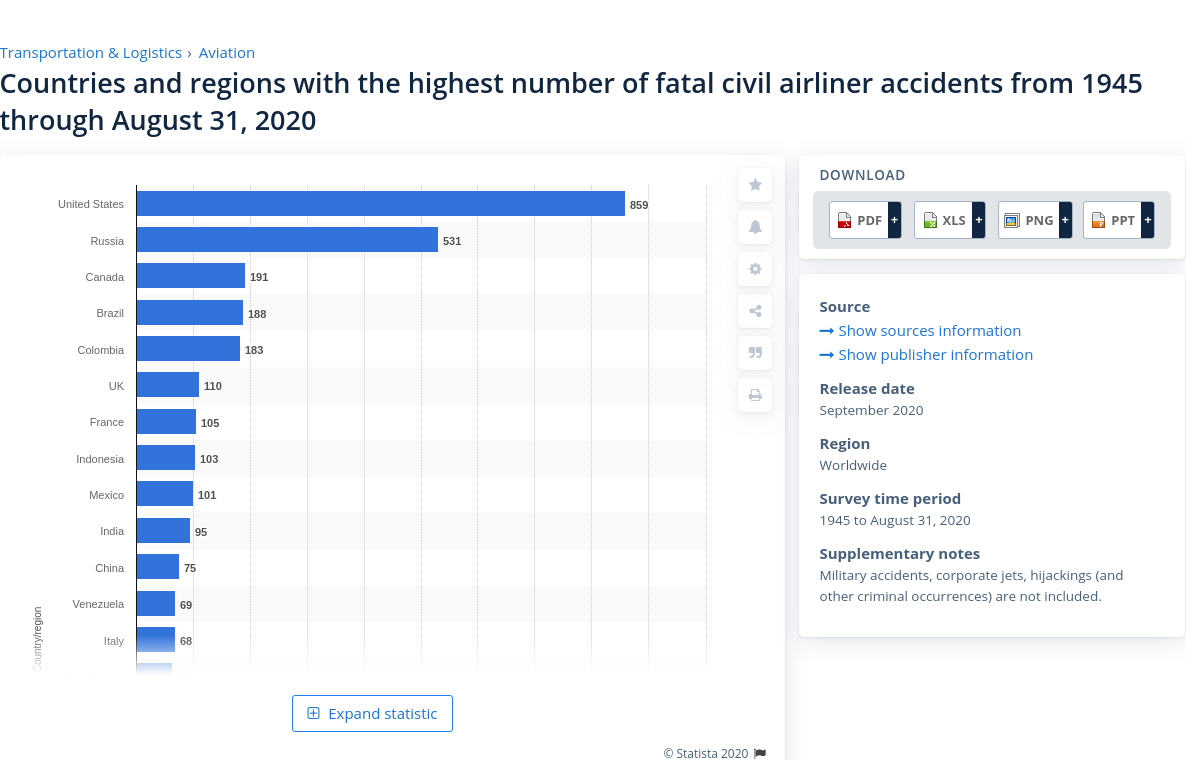 Transportation & Logistics › Aviation
Countries and regions with the highest number of fatal civil airliner accidents from 1945
through August 31, 2020
United States 859
Russia 531
Canada 191
Brazil 188
Colombia 183
UK 110
France 105
Indonesia 103
Mexico 101
India 95
China 75
Venezuela 69
Italy 68
Country/region
Expand statistic
© Statista 2020
DOWNLOAD
PDF + XLS + PNG + PPT +
Source
Show sources information
Show publisher information
Release date
September 2020
Region
Worldwide
Survey time period
1945 to August 31, 2020
Supplementary notes
Military accidents, corporate jets, hijackings (and
other criminal occurrences) are not included.